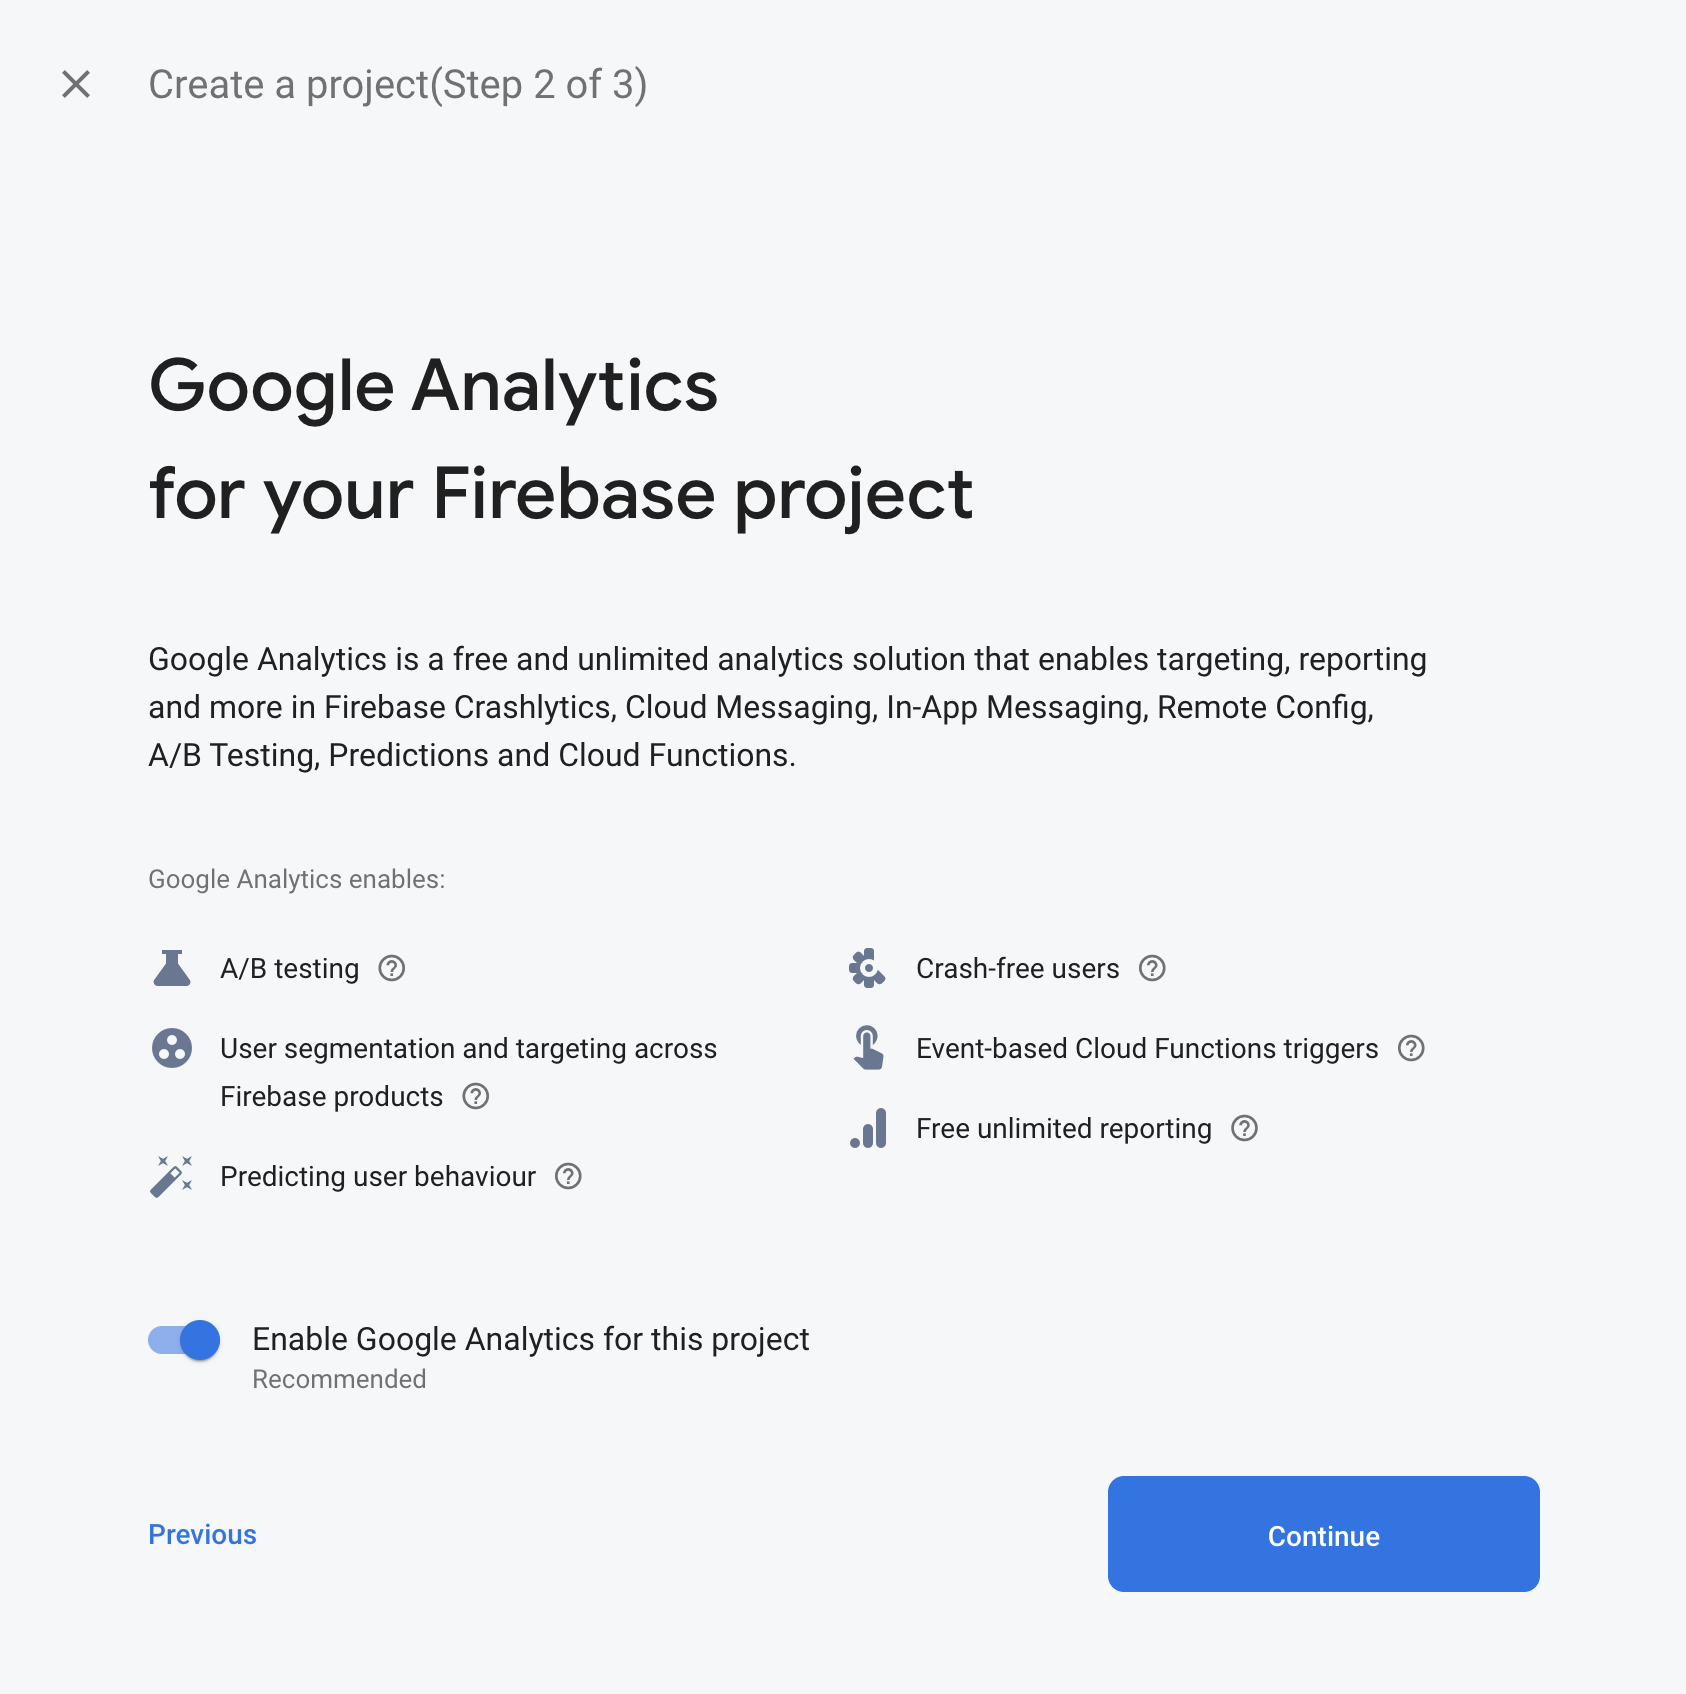 Create a project(Step 2 of 3)
Google Analytics
for your Firebase project
Google Analytics is a free and unlimited analytics solution that enables targeting, reporting
and more in Firebase Crashlytics, Cloud Messaging, In-App Messaging, Remote Config,
A/B Testing, Predictions and Cloud Functions.
Google Analytics enables:
A/B testing
User segmentation and targeting across
Firebase products
Predicting user behaviour
Crash-free users
Event-based Cloud Functions triggers
Free unlimited reporting
Enable Google Analytics for this project
Recommended
Previous
Continue